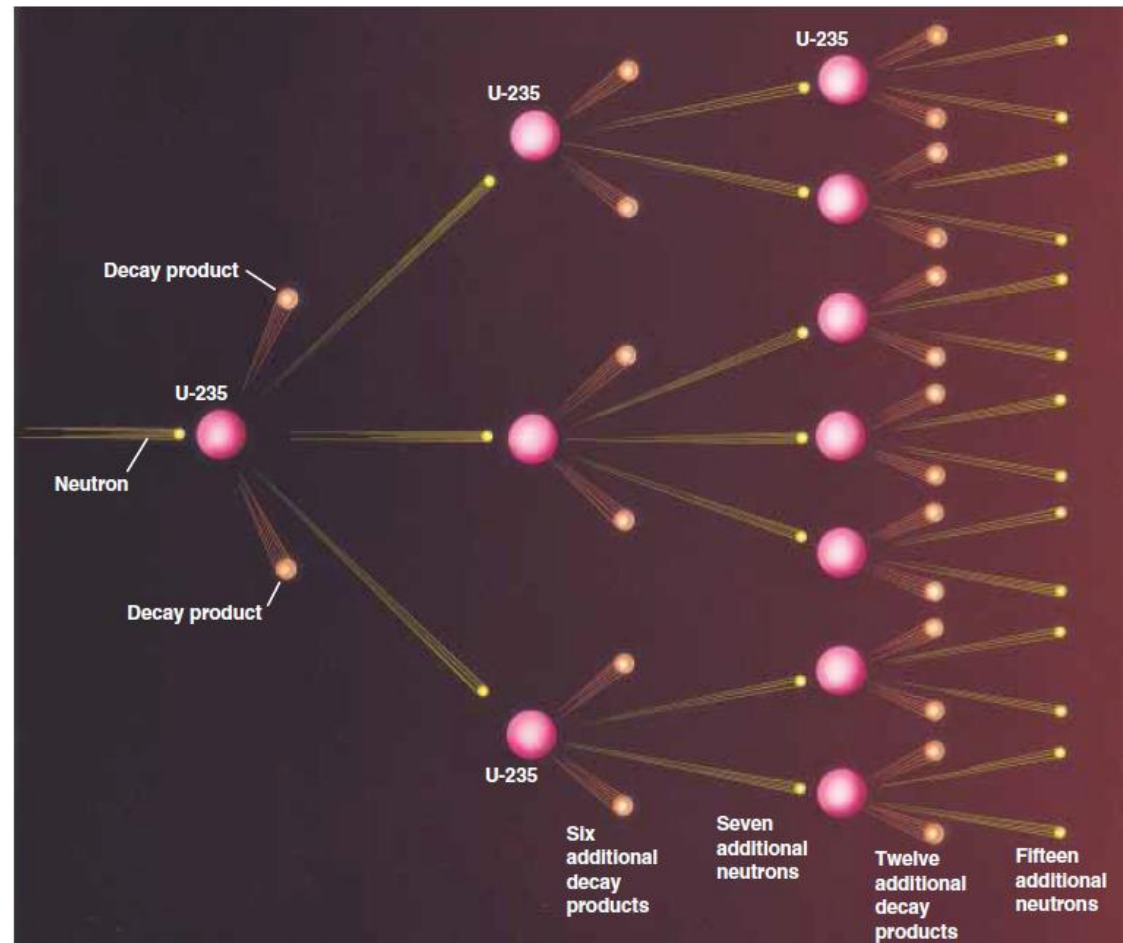 U-235
U-235
Decay product
U-235
Neutron
Decay product
U-235
Six
additional
decay
products
Seven
additional
neutrons
Twelve
additional
decay
products
Fifteen
additional
neutrons